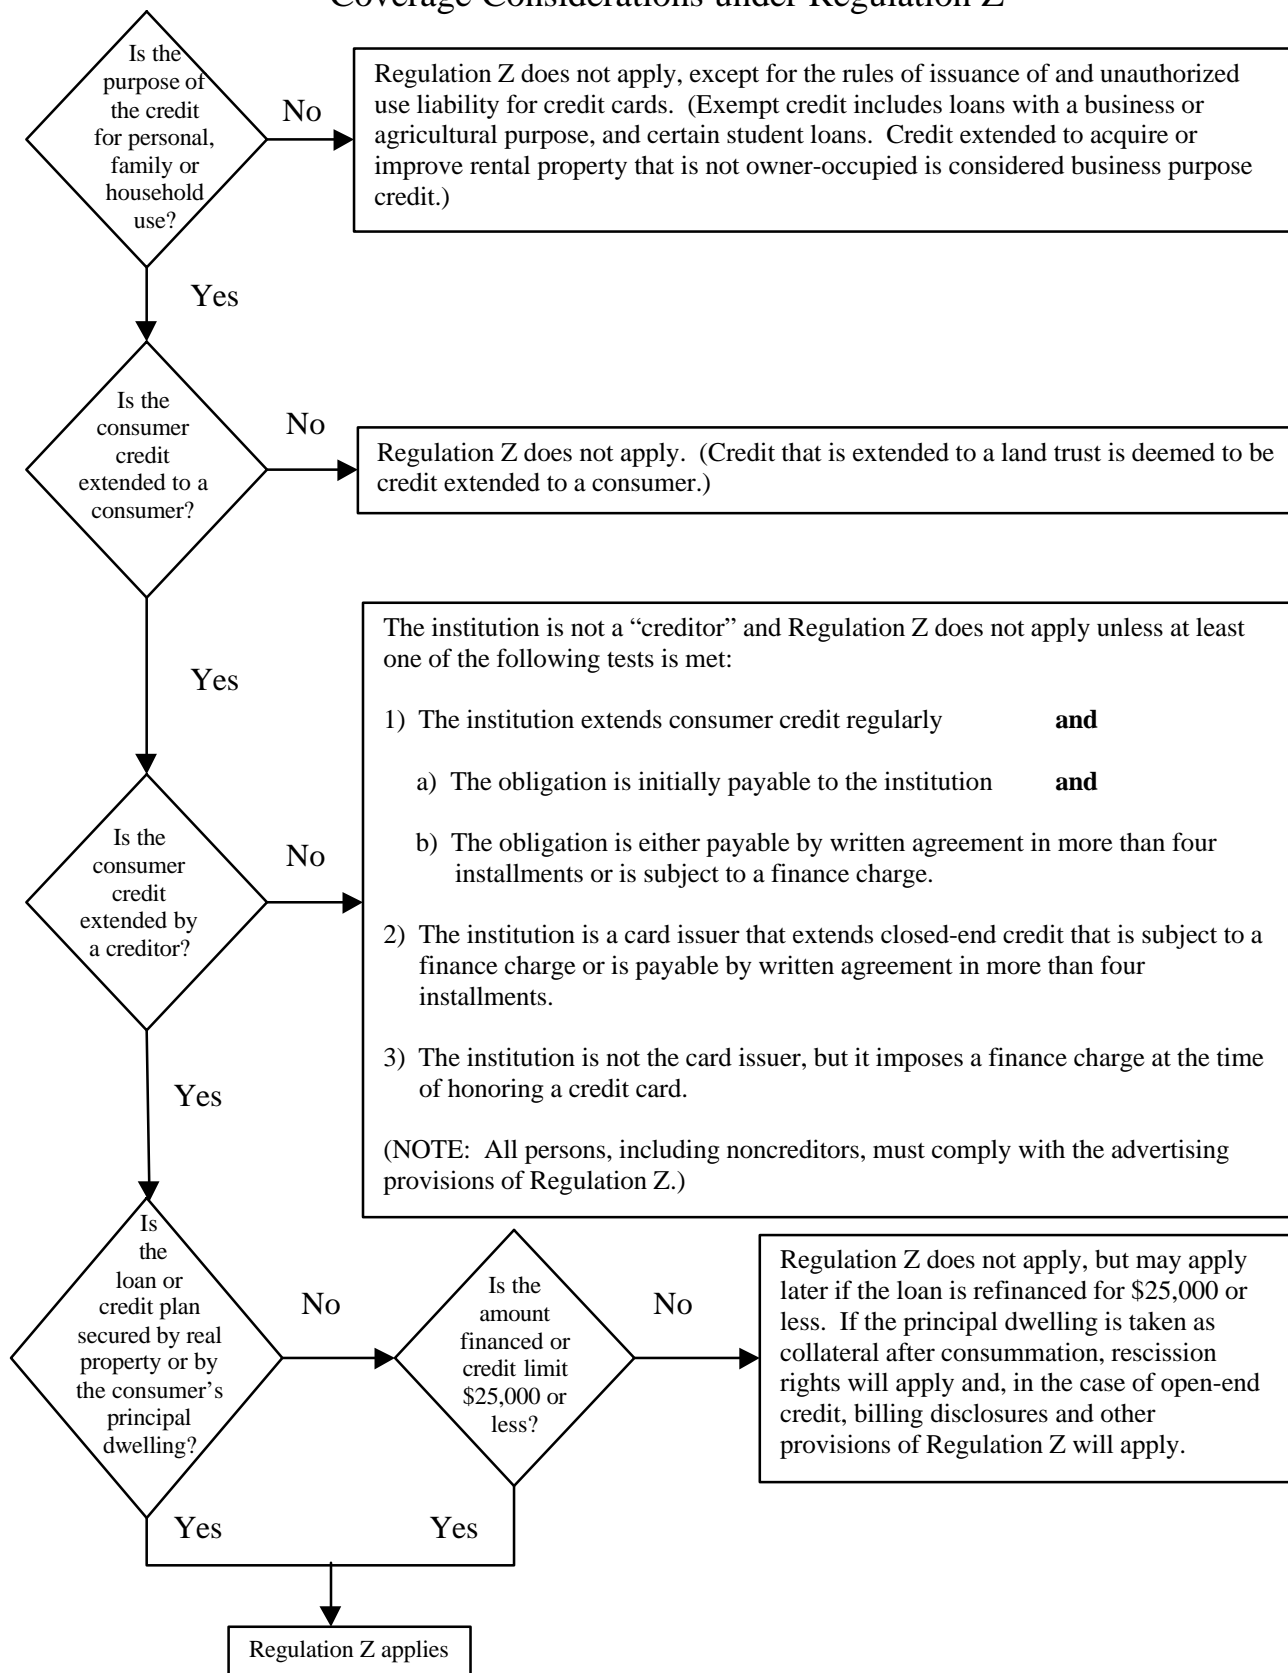 Coverage Considerations under Regulation Z
Is the
purpose of
the credit
for personal,
family or
household
use?
No
Regulation Z does not apply, except for the rules of issuance of and unauthorized
use liability for credit cards.  (Exempt credit includes loans with a business or
agricultural purpose, and certain student loans.  Credit extended to acquire or
improve rental property that is not owner-occupied is considered business purpose
credit.)
Yes
Is the
consumer
credit
extended to a
consumer?
No
Regulation Z does not apply.  (Credit that is extended to a land trust is deemed to be
credit extended to a consumer.)
Yes
Is the
consumer
credit
extended by
a creditor?
No
The institution is not a “creditor” and Regulation Z does not apply unless at least
one of the following tests is met:
1)  The institution extends consumer credit regularly and
a)  The obligation is initially payable to the institution and
b)  The obligation is either payable by written agreement in more than four
installments or is subject to a finance charge.
2)  The institution is a card issuer that extends closed-end credit that is subject to a
finance charge or is payable by written agreement in more than four
installments.
3)  The institution is not the card issuer, but it imposes a finance charge at the time
of honoring a credit card.
(NOTE:  All persons, including noncreditors, must comply with the advertising
provisions of Regulation Z.)
Yes
Is
the
loan or
credit plan
secured by real
property or by
the consumer’s
principal
dwelling?
No
Is the
amount
financed or
credit limit
$25,000 or
less?
No
Regulation Z does not apply, but may apply
later if the loan is refinanced for $25,000 or
less.  If the principal dwelling is taken as
collateral after consummation, rescission
rights will apply and, in the case of open-end
credit, billing disclosures and other
provisions of Regulation Z will apply.
Yes
Yes
Regulation Z applies